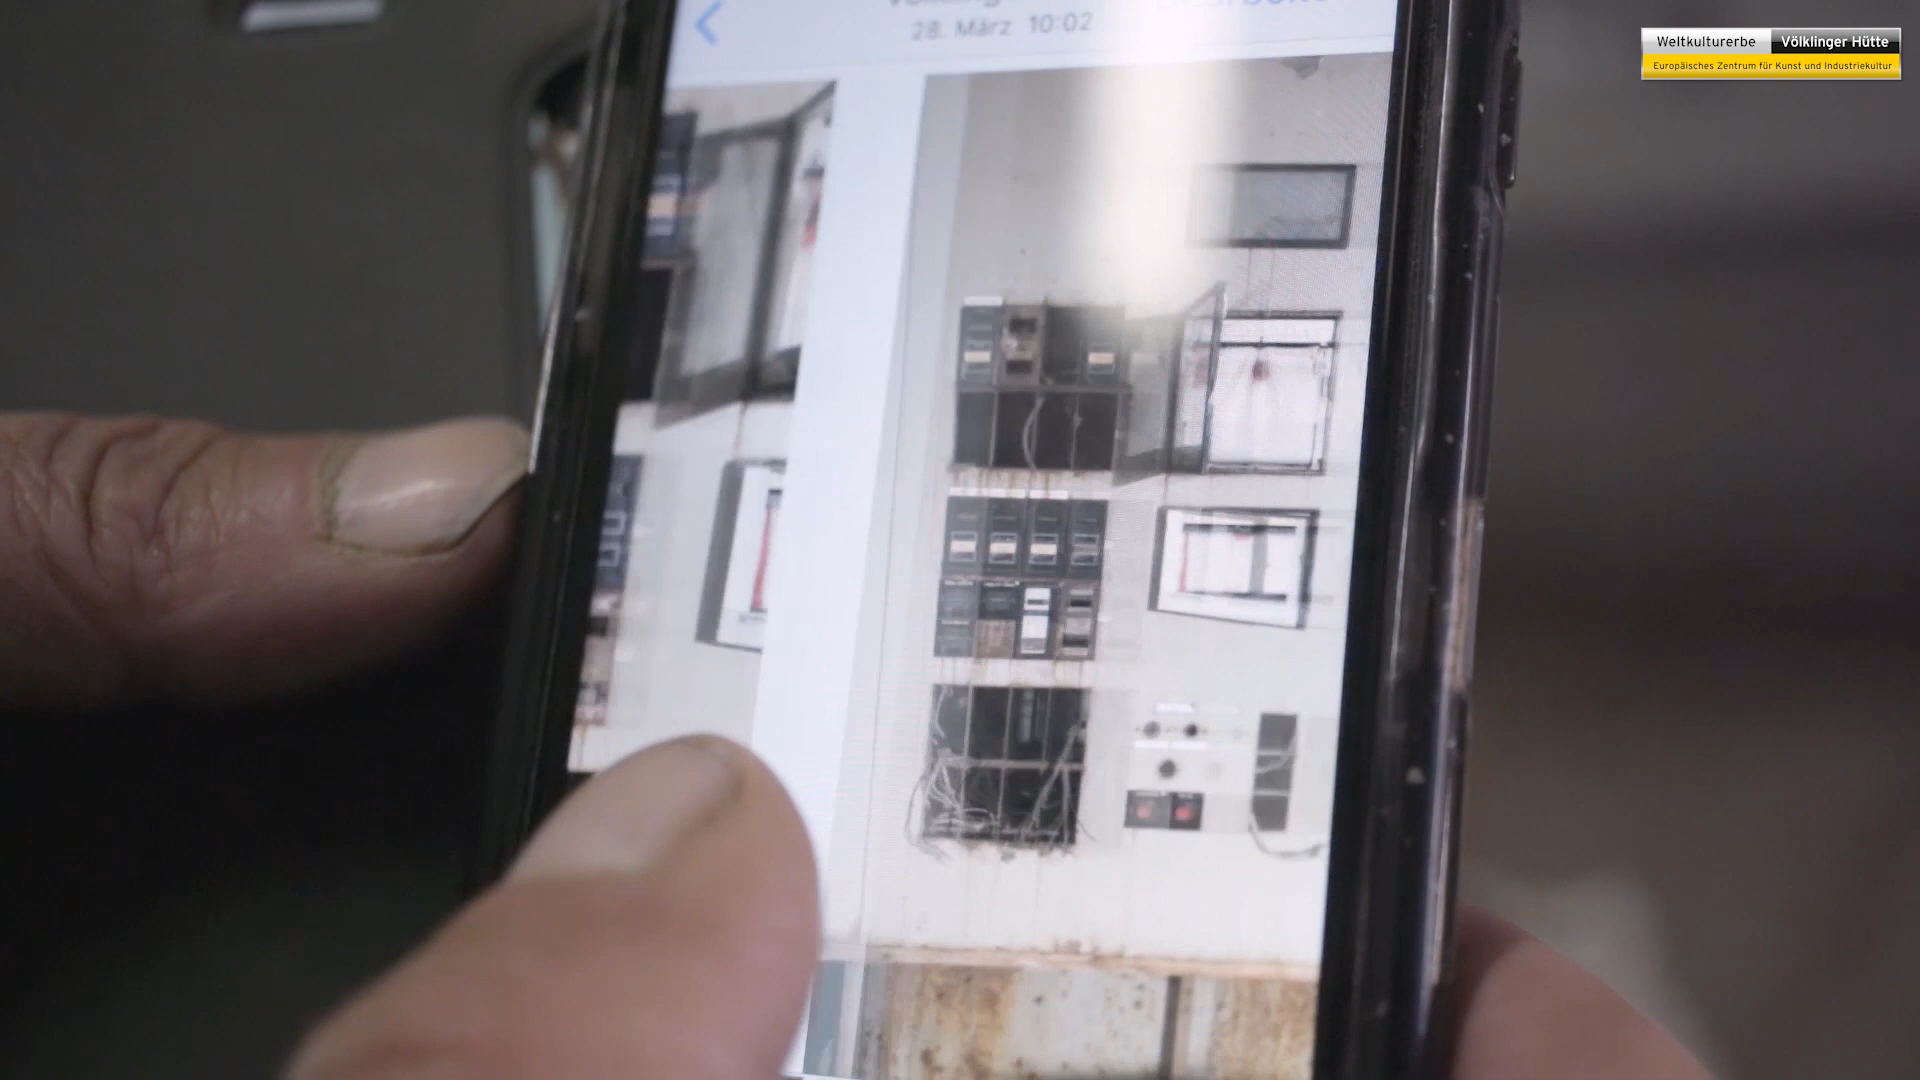 28. März 10:02
Weltkulturerbe Völklinger Hütte
Europäisches Zentrum für Kunst und Industriekultur